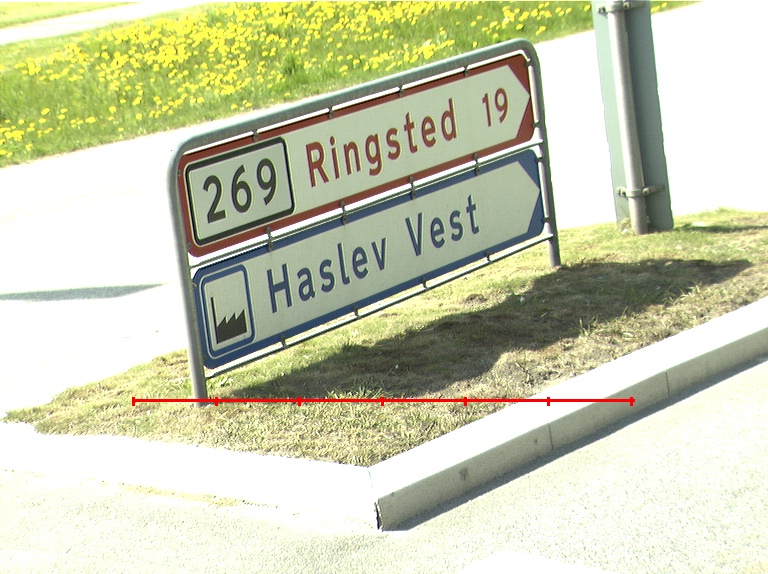 269 Ringsted 19
Haslev Vest